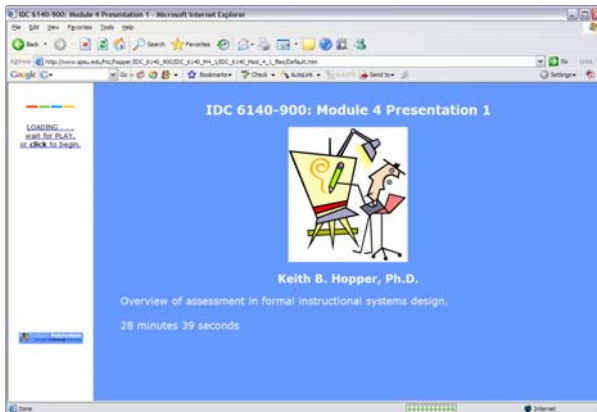 IDC 6140-900: Module 4 Presentation 1 - Microsoft Internet Explorer
File Edit View Favorites Tools Help
Back Search Favorites
Address Go Links
Google Go Bookmarks Check AutoLink Send to Settings
LOADING . . . .
wait for PLAY,
or click to begin.
IDC 6140-900: Module 4 Presentation 1
Keith B. Hopper, Ph.D.
Overview of assessment in formal instructional systems design.
28 minutes 39 seconds
Done Internet